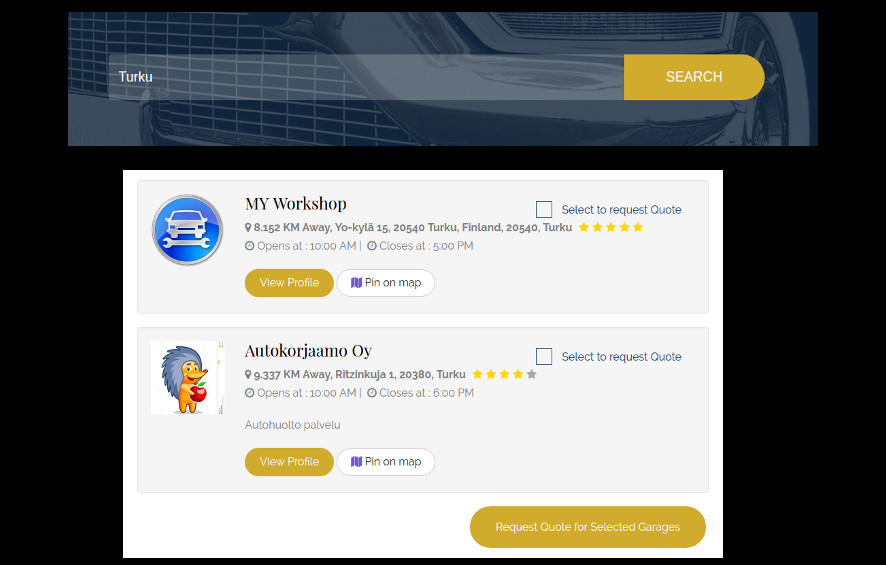 Turku
SEARCH
MY Workshop
Select to request Quote
8.152 KM Away, Yo-kylä 15, 20540 Turku, Finland, 20540, Turku
Opens at : 10:00 AM | Closes at : 5:00 PM
View Profile
Pin on map
Autokorjaamo Oy
Select to request Quote
9.337 KM Away, Ritzinkuja 1, 20380, Turku
Opens at : 10:00 AM | Closes at : 6:00 PM
Autohuolto palvelu
View Profile
Pin on map
Request Quote for Selected Garages